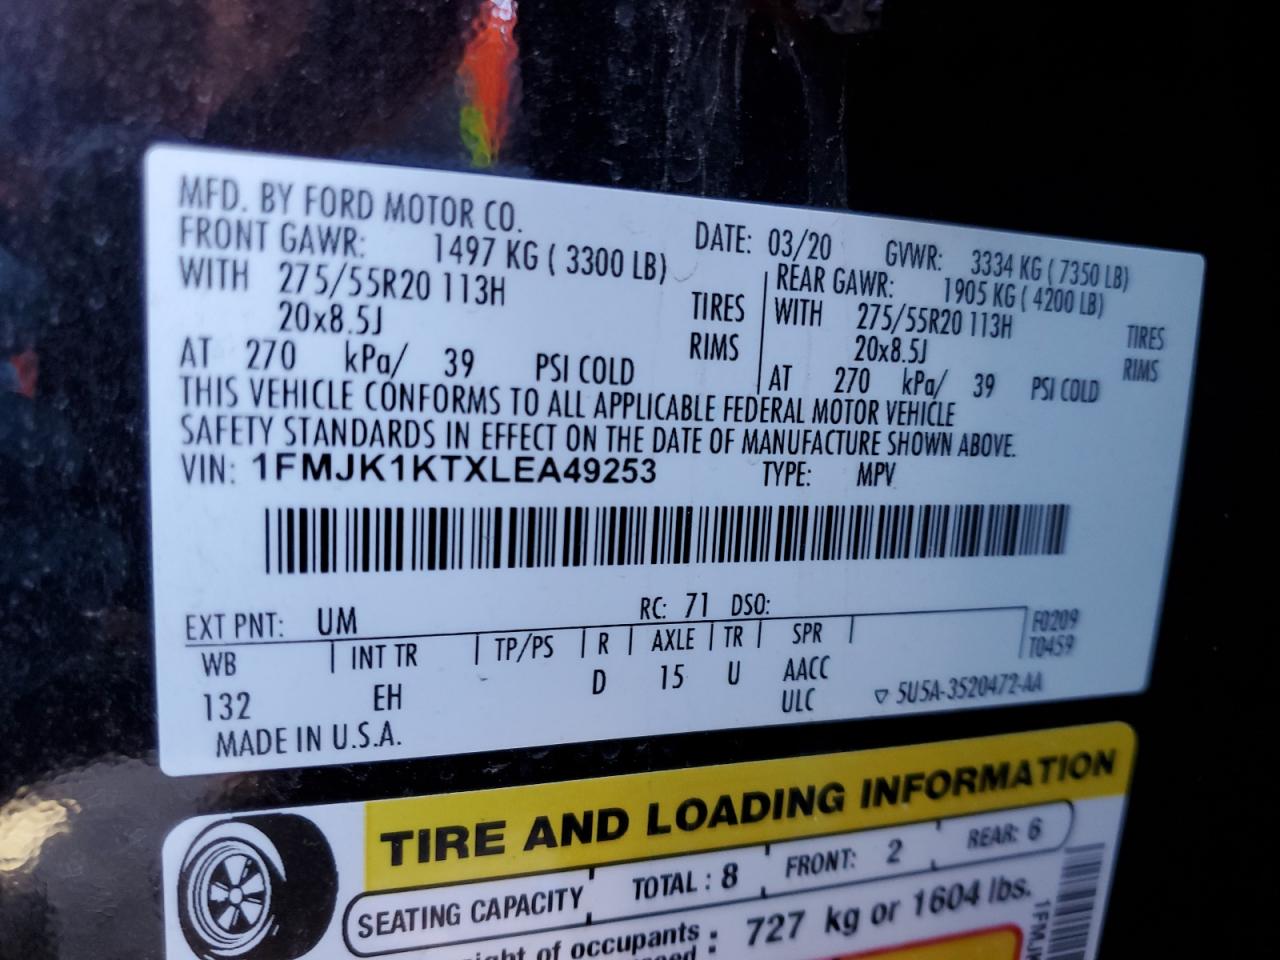 MFD. BY FORD MOTOR CO.
DATE: 03/20 GVWR: 3334 KG ( 7350 LB)
FRONT GAWR: 1497 KG ( 3300 LB) REAR GAWR: 1905 KG ( 4200 LB)
WITH 275/55R20 113H TIRES WITH 275/55R20 113H TIRES
20x8.5J RIMS 20x8.5J RIMS
AT 270 kPa/ 39 PSI COLD AT 270 kPa/ 39 PSI COLD
THIS VEHICLE CONFORMS TO ALL APPLICABLE FEDERAL MOTOR VEHICLE
SAFETY STANDARDS IN EFFECT ON THE DATE OF MANUFACTURE SHOWN ABOVE.
VIN: 1FMJK1KTXLEA49253 TYPE: MPV
EXT PNT: UM RC: 71 DSO: F0209
WB INT TR TP/PS R AXLE TR SPR T0459
132 EH D 15 U AACC
ULC ▽ 5U5A-3520472-AA
MADE IN U.S.A.
TIRE AND LOADING INFORMATION
SEATING CAPACITY TOTAL : 8 FRONT: 2 REAR: 6
of occupants : 727 kg or 1604 lbs.